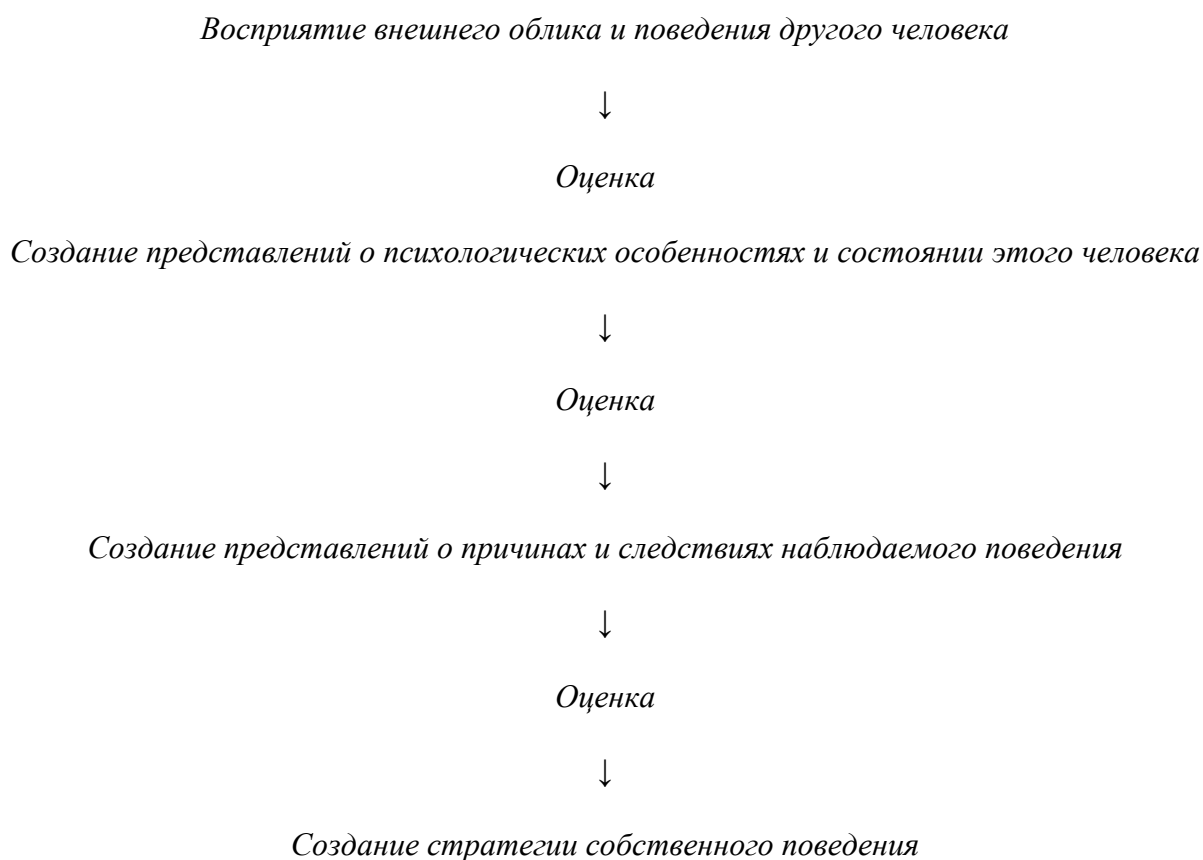 Восприятие внешнего облика и поведения другого человека
↓
Оценка
Создание представлений о психологических особенностях и состоянии этого человека
↓
Оценка
↓
Создание представлений о причинах и следствиях наблюдаемого поведения
↓
Оценка
↓
Создание стратегии собственного поведения